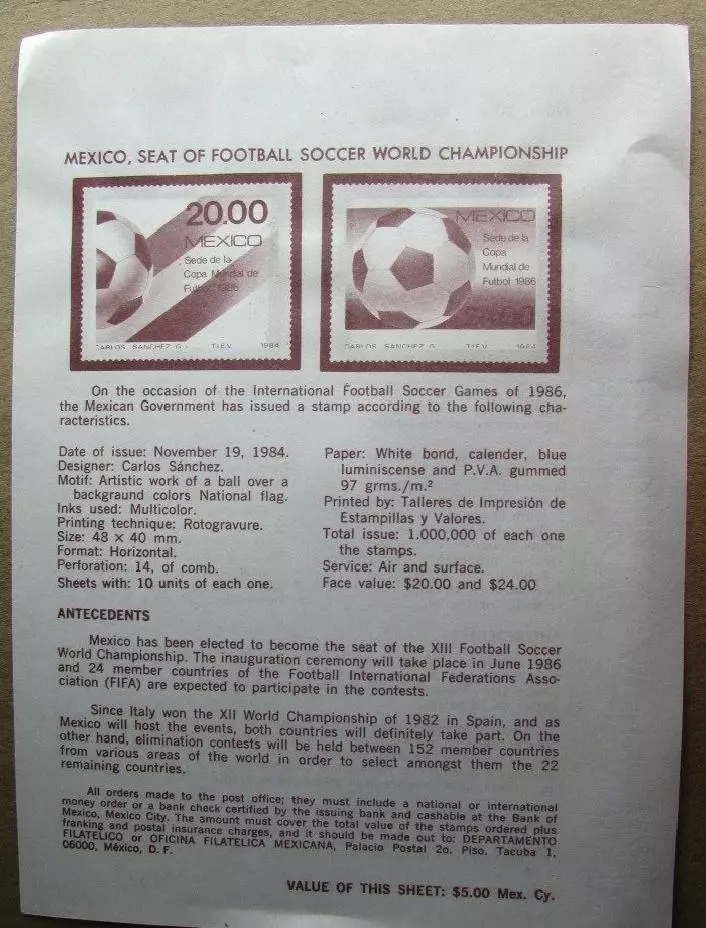 MEXICO, SEAT OF FOOTBALL SOCCER WORLD CHAMPIONSHIP
20.00
MEXICO
Sede de la
Copa Mundial de
Futbol 1986
CARLOS SANCHEZ G. T.I.E.V. 1984
MEXICO
Sede de la
Copa
Mundial de
Futbol 1986
CARLOS SANCHEZ G. T.I.E.V. 1984
On the occasion of the International Football Soccer Games of 1986,
the Mexican Government has issued a stamp according to the following cha-
racteristics.
Date of issue: November 19, 1984.
Designer: Carlos Sánchez.
Motif: Artistic work of a ball over a
background colors National flag.
Inks used: Multicolor.
Printing technique: Rotogravure.
Size: 48 × 40 mm.
Format: Horizontal.
Perforation: 14, of comb.
Sheets with: 10 units of each one.
Paper: White bond, calender, blue
luminiscense and P.V.A. gummed
97 grms./m.²
Printed by: Talleres de Impresión de
Estampillas y Valores.
Total issue: 1.000,000 of each one
the stamps.
Service: Air and surface.
Face value: $20.00 and $24.00
ANTECEDENTS
Mexico has been elected to become the seat of the XIII Football Soccer
World Championship. The inauguration ceremony will take place in June 1986
and 24 member countries of the Football International Federations Asso-
ciation (FIFA) are expected to participate in the contests.
Since Italy won the XII World Championship of 1982 in Spain, and as
Mexico will host the events, both countries will definitely take part. On the
other hand, elimination contests will be held between 152 member countries
from various areas of the world in order to select amongst them the 22
remaining countries.
All orders made to the post office; they must include a national or international
money order or a bank check certified by the issuing bank and cashable at the Bank of
Mexico, Mexico City. The amount must cover the total value of the stamps ordered plus
franking and postal insurance charges, and it should be made out to: DEPARTAMENTO
FILATELICO or OFICINA FILATELICA MEXICANA, Palacio Postal 2o. Piso. Tacuba 1,
06000, México, D. F.
VALUE OF THIS SHEET: $5.00 Mex. Cy.